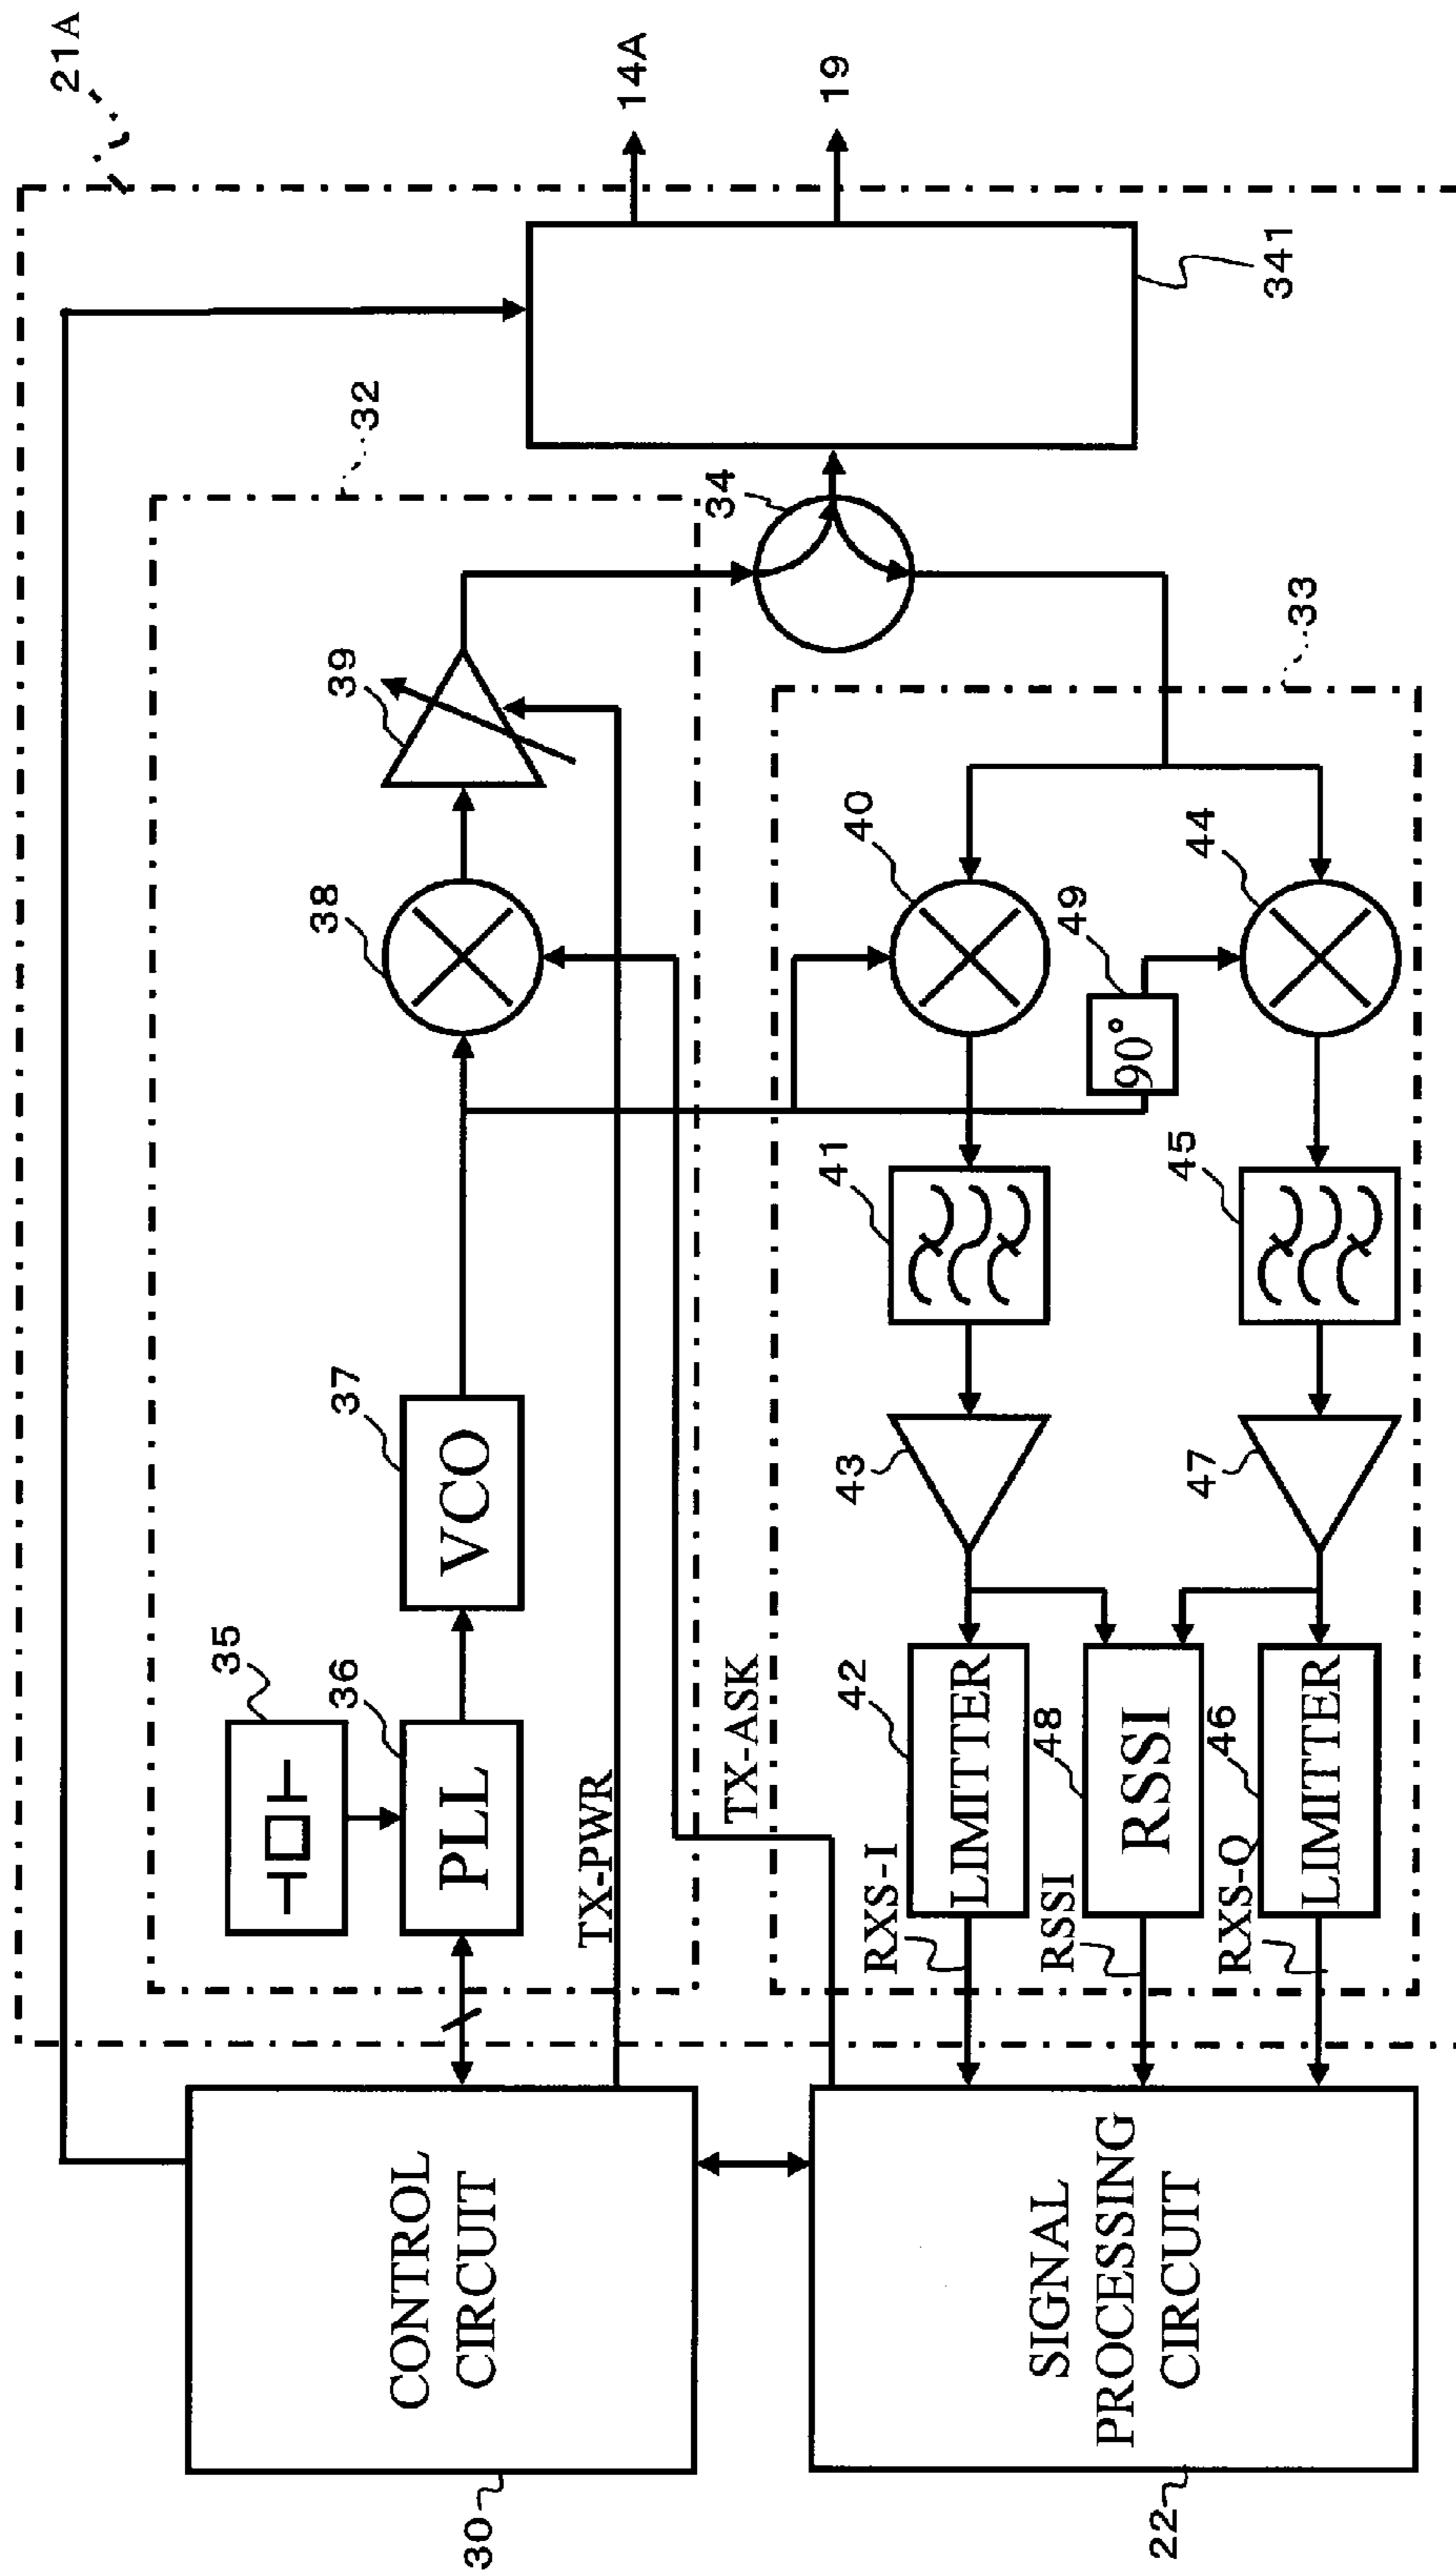 21A
14A
19
341
32
34
39
38
37
VCO
35
36
PLL
TX-PWR
TX-ASK
33
40
44
49
90°
41
45
43
47
42
LIMITTER
48
RSSI
46
LIMITTER
RXS-I
RSSI
RXS-Q
CONTROL
CIRCUIT
30
SIGNAL
PROCESSING
CIRCUIT
22